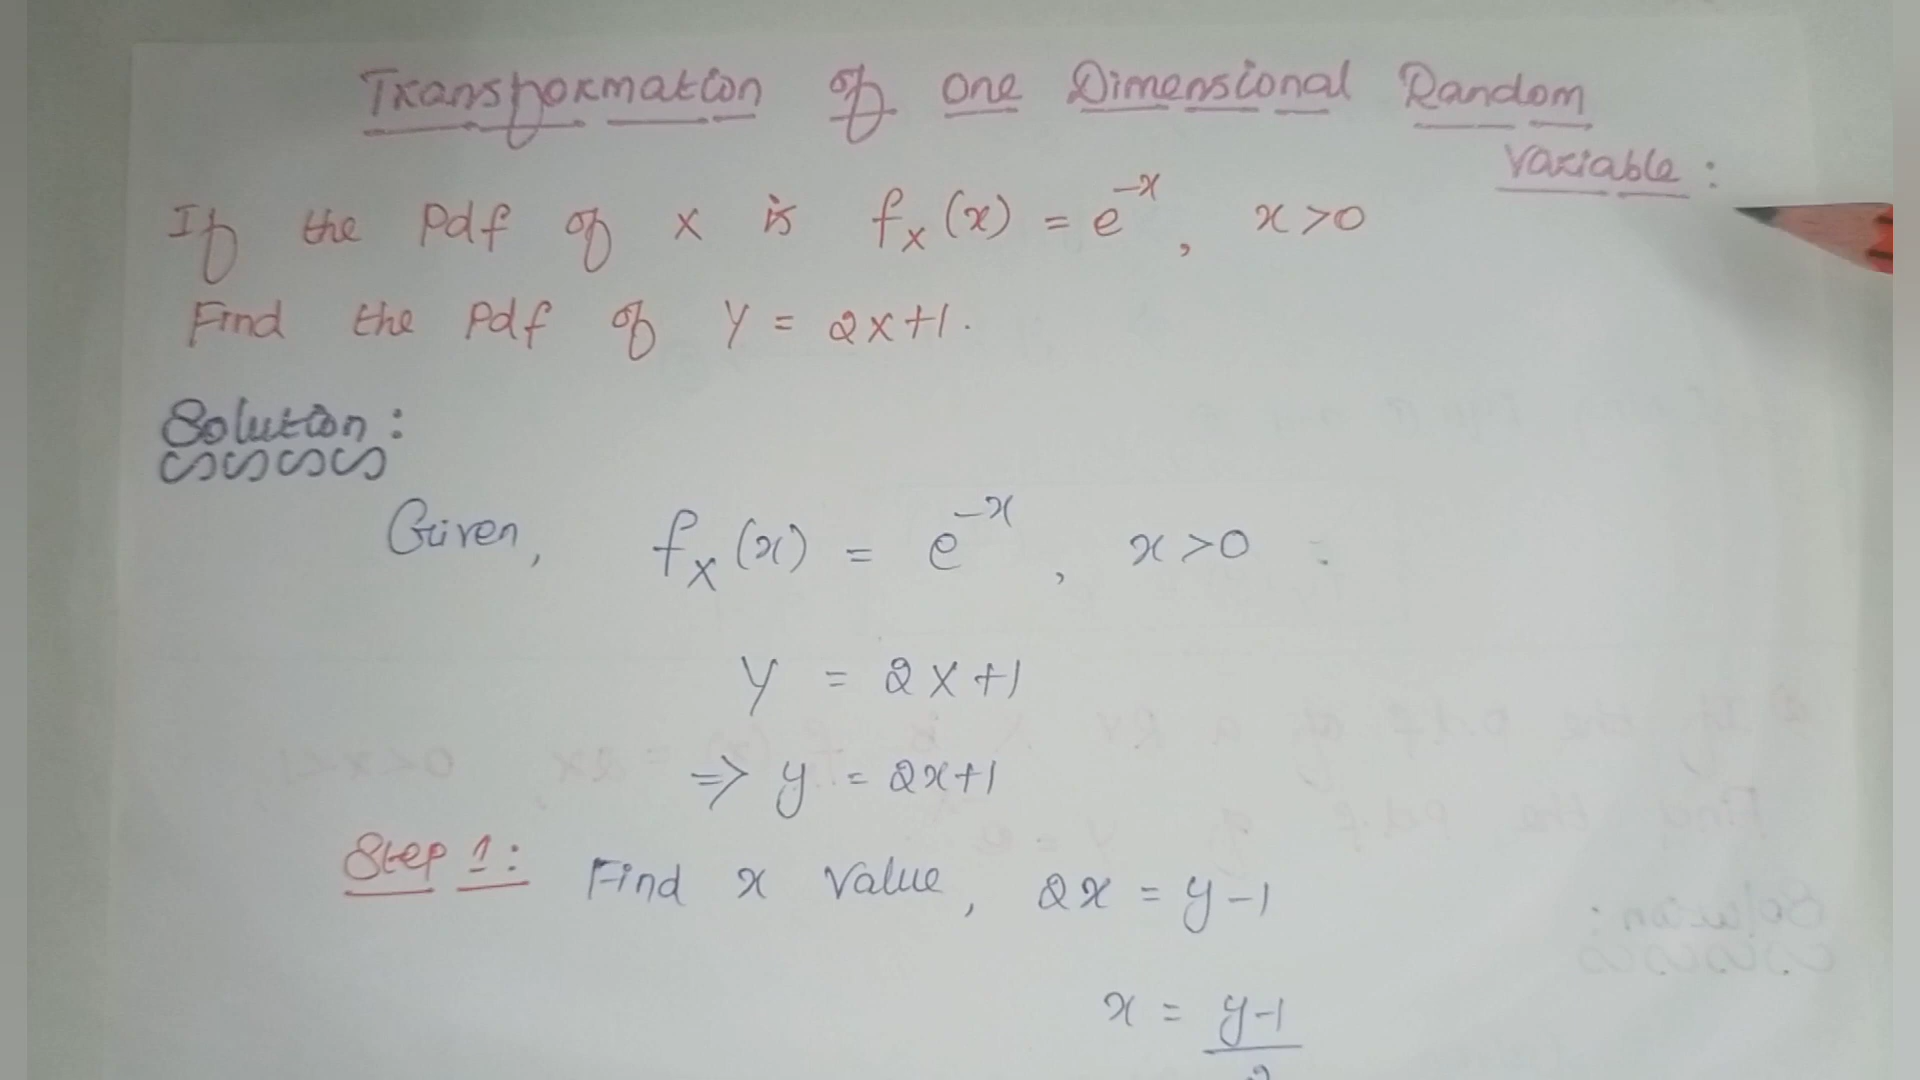 Transformation of one Dimensional Random
Variable :
If the Pdf of X is fX(x) = e^-x, x>0
Find the Pdf of Y = 2X+1.
Solution :
Given, fX(x) = e^-x, x>0
Y = 2X+1
⇒ y = 2x+1
Step 1 : Find x Value, 2x = y-1
x = y-1
2